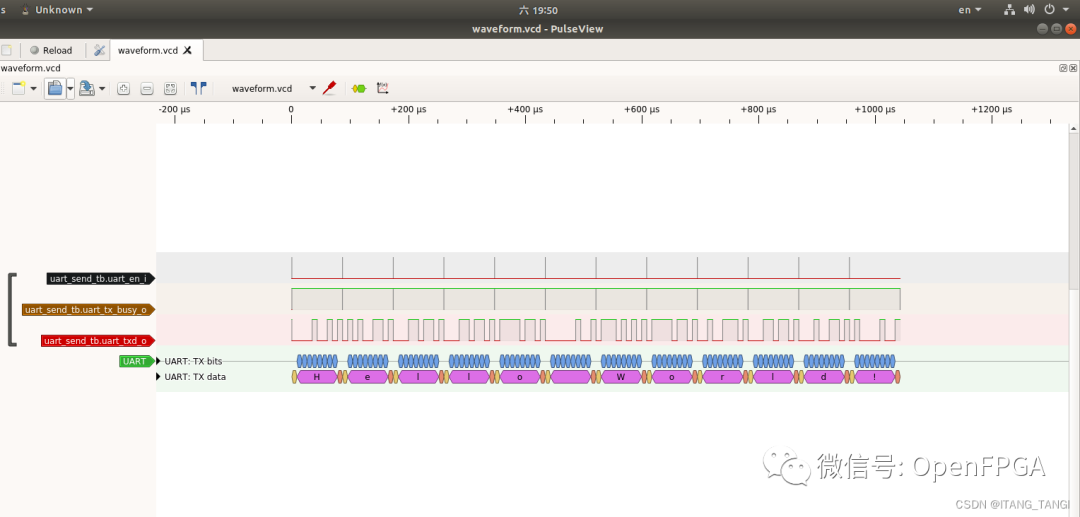 s Unknown 六 19:50 en
waveform.vcd - PulseView
Reload waveform.vcd
waveform.vcd
waveform.vcd
-200 µs 0 +200 µs +400 µs +600 µs +800 µs +1000 µs +1200 µs
uart_send_tb.uart_en_i
uart_send_tb.uart_tx_busy_o
uart_send_tb.uart_txd_o
UART UART: TX bits
UART: TX data H e l l o W o r l d !
微信号: OpenFPGA
CSDN @ITANG_TANGI